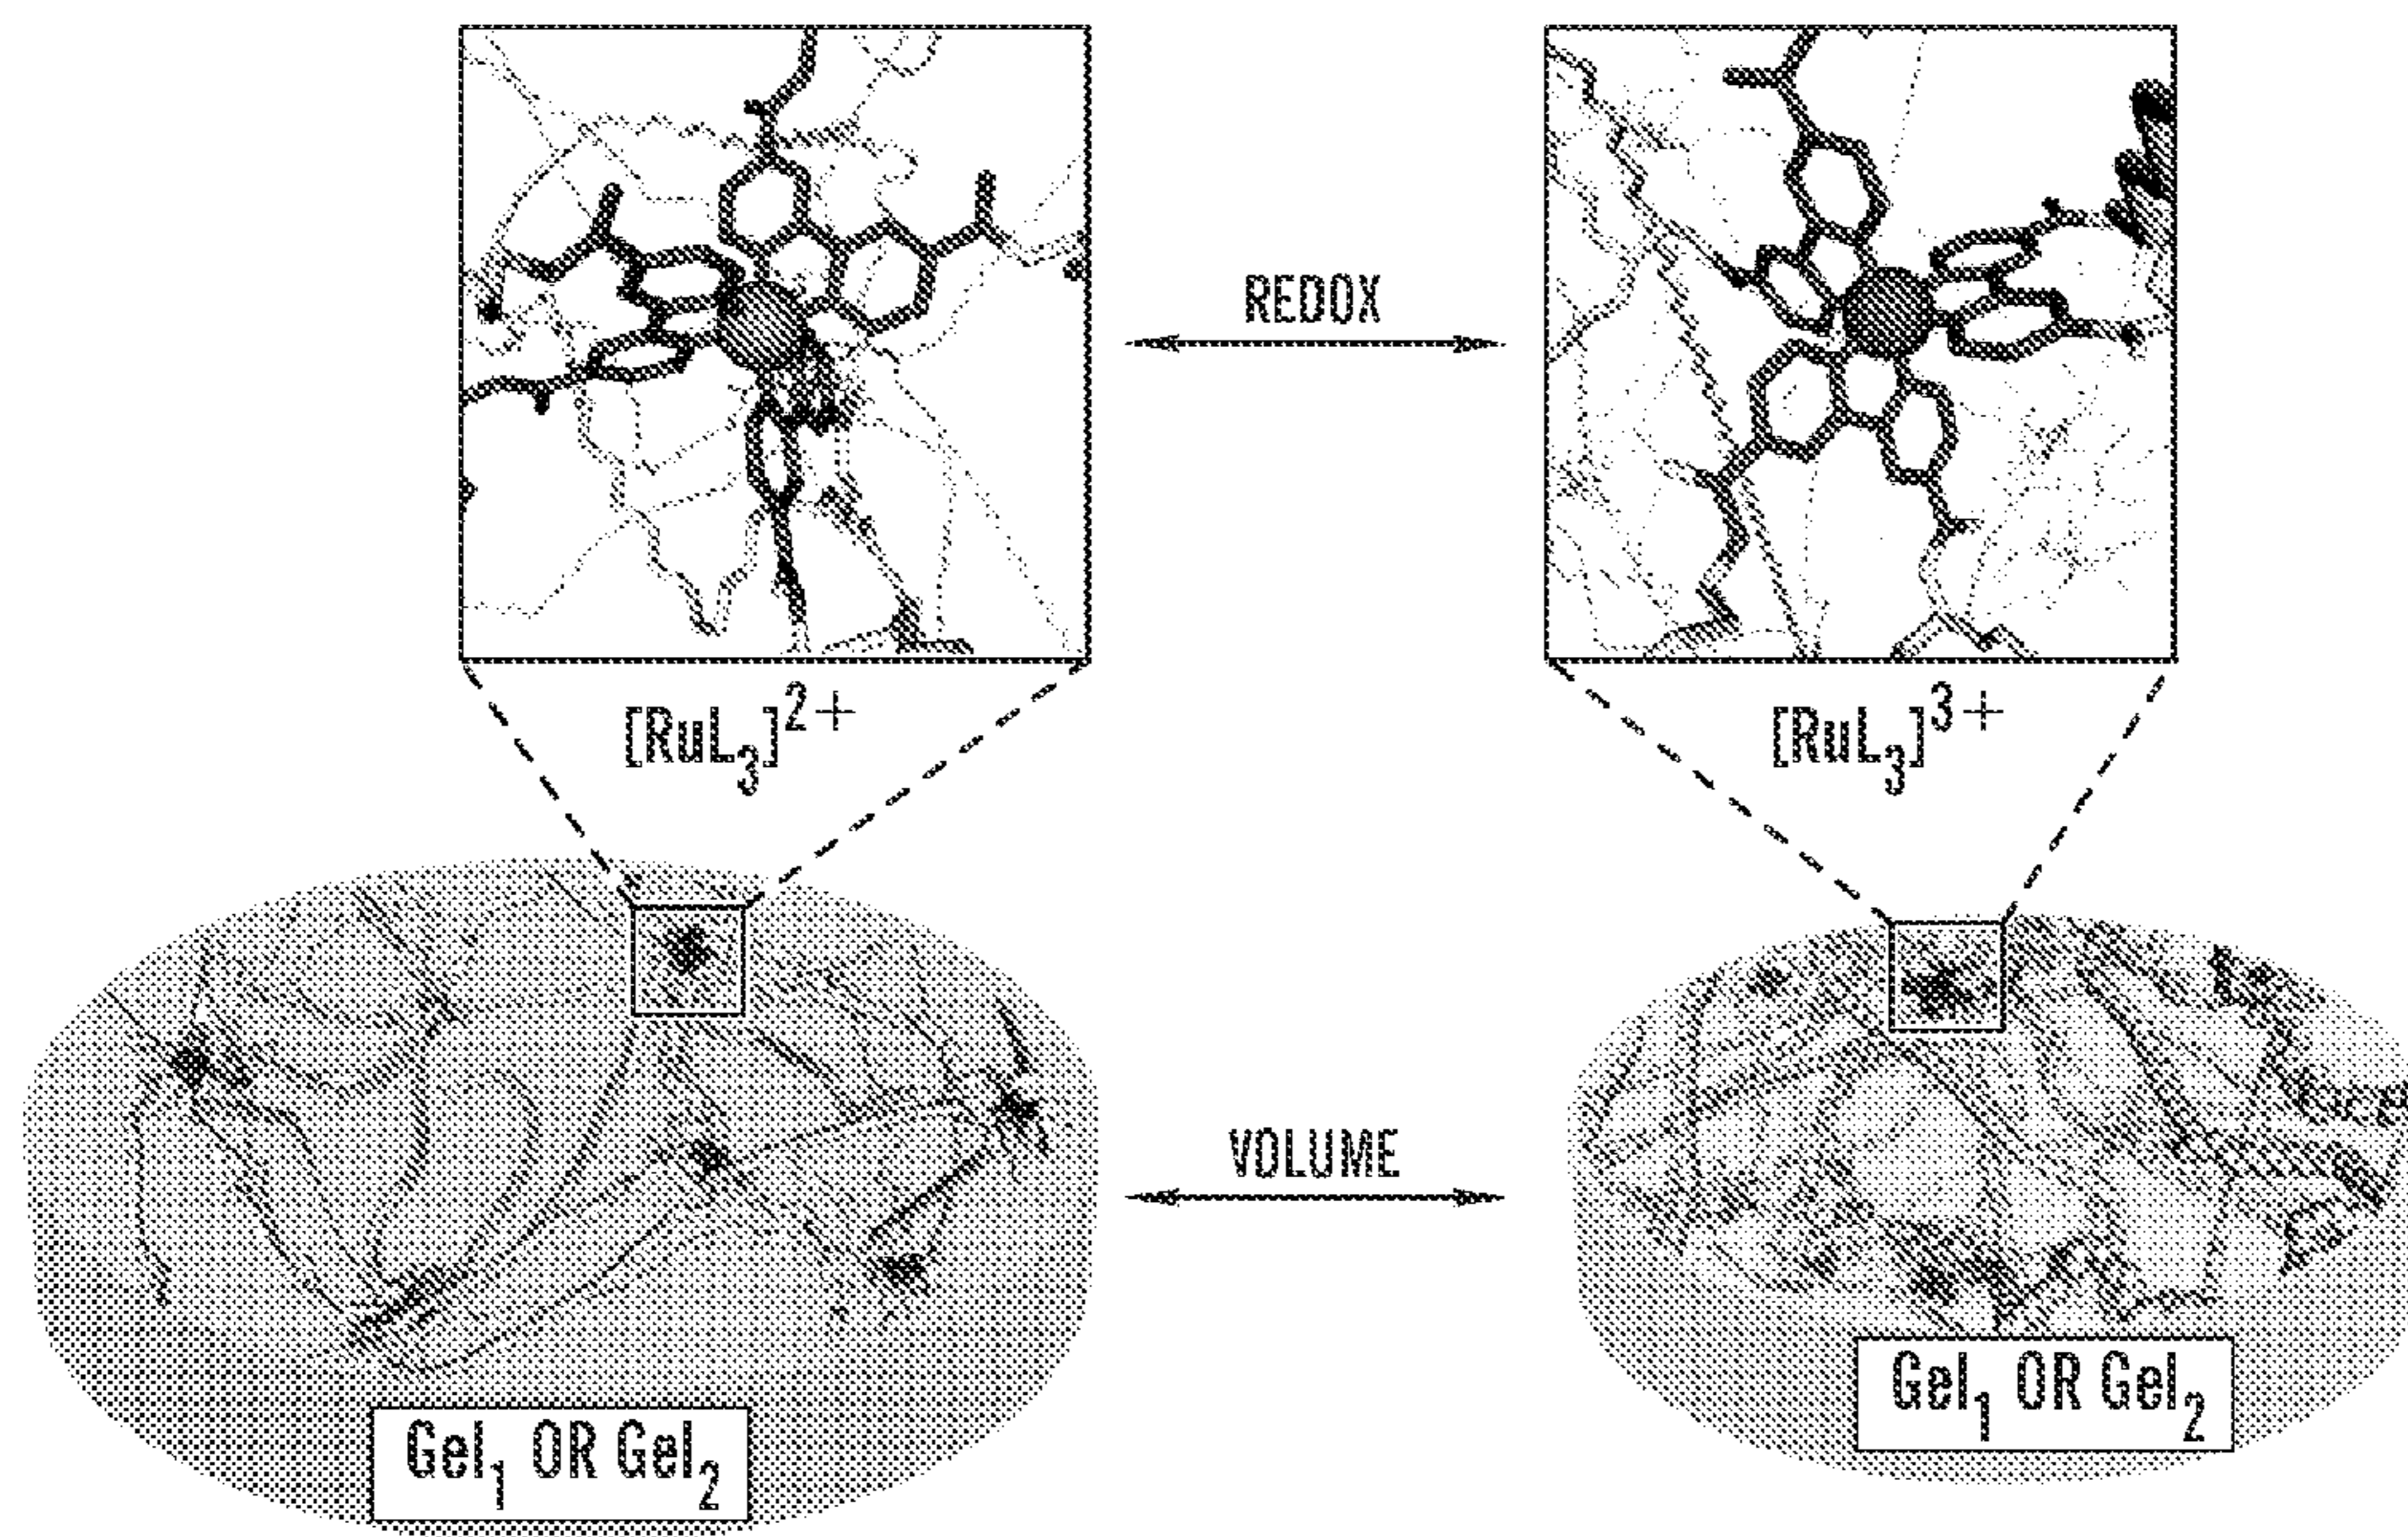 REDOX
[RuL₃]²⁺
[RuL₃]³⁺
VOLUME
Gel₁ OR Gel₂
Gel₁ OR Gel₂